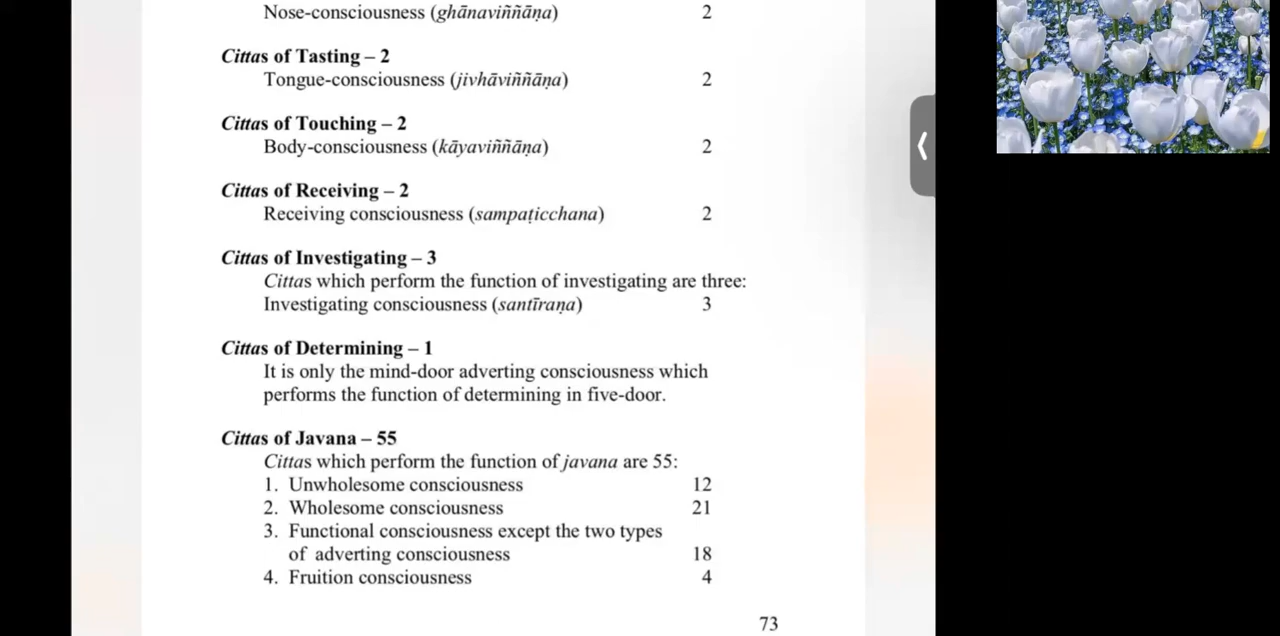 Nose-consciousness (ghānaviññāṇa) 2
Cittas of Tasting – 2
Tongue-consciousness (jivhāviññāṇa) 2
Cittas of Touching – 2
Body-consciousness (kāyaviññāṇa) 2
Cittas of Receiving – 2
Receiving consciousness (sampaṭicchana) 2
Cittas of Investigating – 3
Cittas which perform the function of investigating are three:
Investigating consciousness (santīraṇa) 3
Cittas of Determining – 1
It is only the mind-door adverting consciousness which
performs the function of determining in five-door.
Cittas of Javana – 55
Cittas which perform the function of javana are 55:
1. Unwholesome consciousness 12
2. Wholesome consciousness 21
3. Functional consciousness except the two types
of adverting consciousness 18
4. Fruition consciousness 4
73